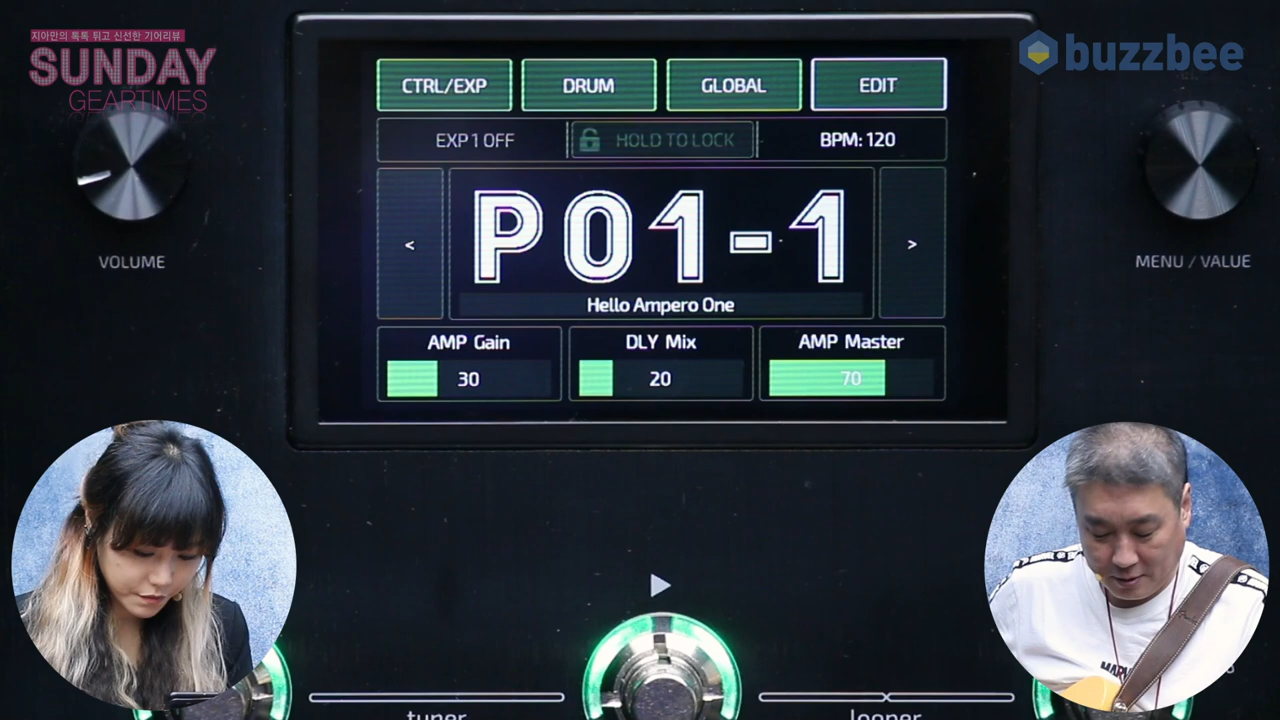 지아만의 톡톡 튀고 신선한 기어리뷰
SUNDAY
GEARTIMES
buzzbee
CTRL/EXP
DRUM
GLOBAL
EDIT
EXP 1 OFF
HOLD TO LOCK
BPM: 120
<
P01-1
>
Hello Ampero One
VOLUME
MENU / VALUE
AMP Gain
DLY Mix
AMP Master
30
20
70
tuner
looper